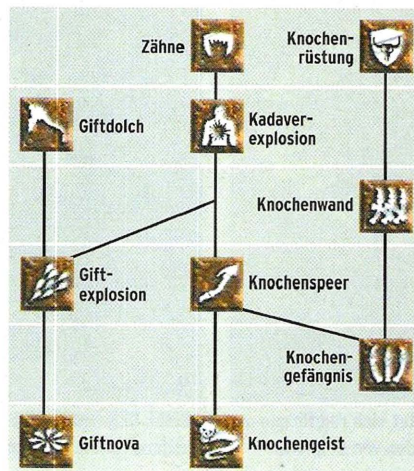 Zähne
Knochen-
rüstung
Giftdolch
Kadaver-
explosion
Knochenwand
Gift-
explosion
Knochenspeer
Knochen-
gefängnis
Giftnova
Knochengeist